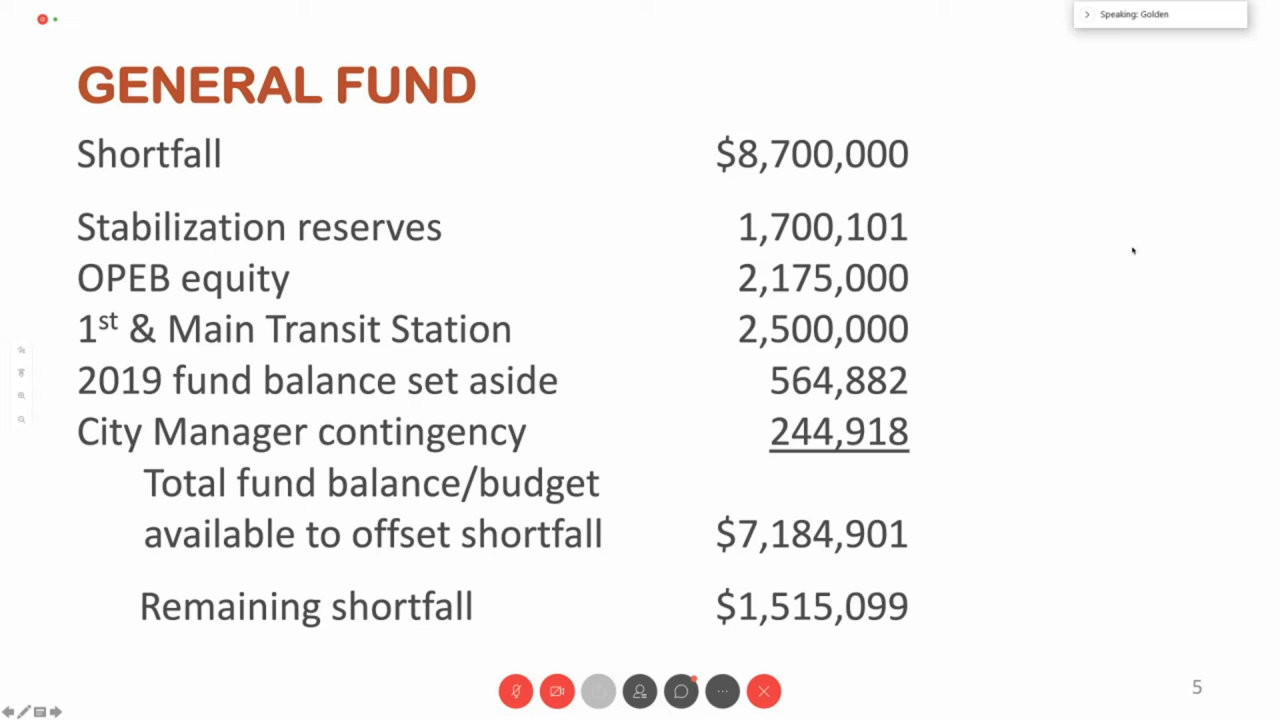 Speaking: Golden
GENERAL FUND
Shortfall $8,700,000
Stabilization reserves 1,700,101
OPEB equity 2,175,000
1st & Main Transit Station 2,500,000
2019 fund balance set aside 564,882
City Manager contingency 244,918
Total fund balance/budget
available to offset shortfall $7,184,901
Remaining shortfall $1,515,099
5